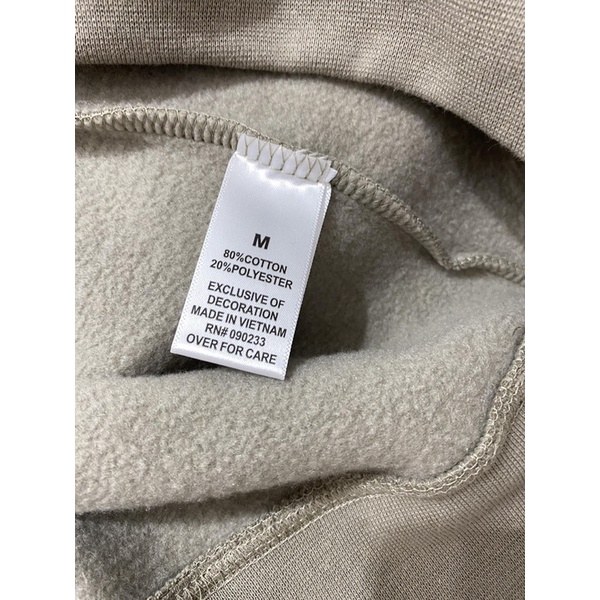 M
80%COTTON
20%POLYESTER
EXCLUSIVE OF
DECORATION
MADE IN VIETNAM
RN# 090233
OVER FOR CARE